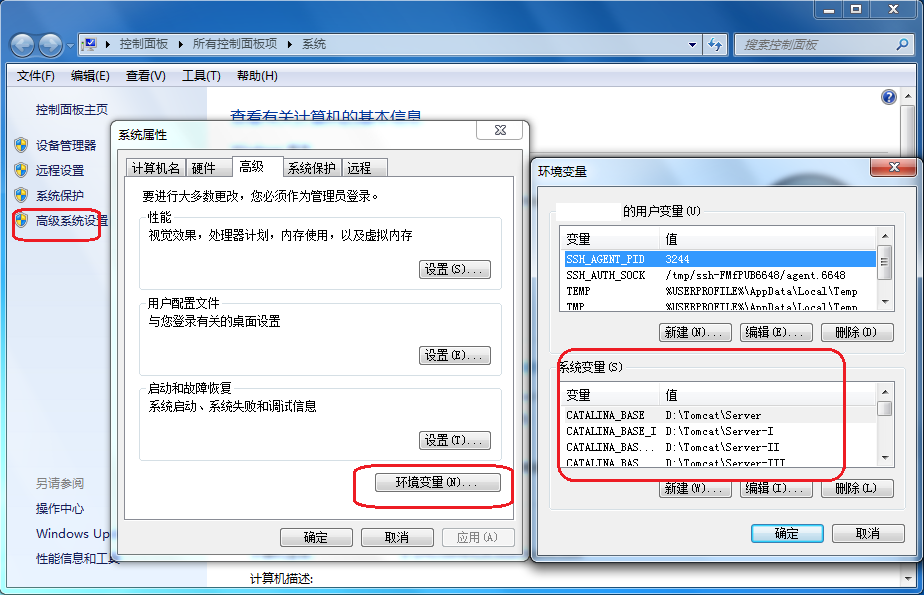 控制面板 ▸ 所有控制面板项 ▸ 系统
搜索控制面板
文件(F) 编辑(E) 查看(V) 工具(T) 帮助(H)
控制面板主页
设备管理器
远程设置
系统保护
高级系统设置
另请参阅
操作中心
Windows Up
性能信息和工具
查看有关计算机的基本信息
计算机描述:
系统属性
计算机名 硬件 高级 系统保护 远程
要进行大多数更改，您必须作为管理员登录。
性能
视觉效果，处理器计划，内存使用，以及虚拟内存
设置(S)...
用户配置文件
与您登录有关的桌面设置
设置(E)...
启动和故障恢复
系统启动、系统失败和调试信息
设置(T)...
环境变量(N)...
确定 取消 应用(A)
环境变量
的用户变量(U)
变量 值
SSH_AGENT_PID 3244
SSH_AUTH_SOCK /tmp/ssh-FMfPUB6648/agent.6648
TEMP %USERPROFILE%\AppData\Local\Temp
TMP %USERPROFILE%\AppData\Local\Temp
新建(N)... 编辑(E)... 删除(D)
系统变量(S)
变量 值
CATALINA_BASE D:\Tomcat\Server
CATALINA_BASE_I D:\Tomcat\Server-I
CATALINA_BAS... D:\Tomcat\Server-II
CATALINA_BAS... D:\Tomcat\Server-III
新建(W)... 编辑(I)... 删除(L)
确定 取消